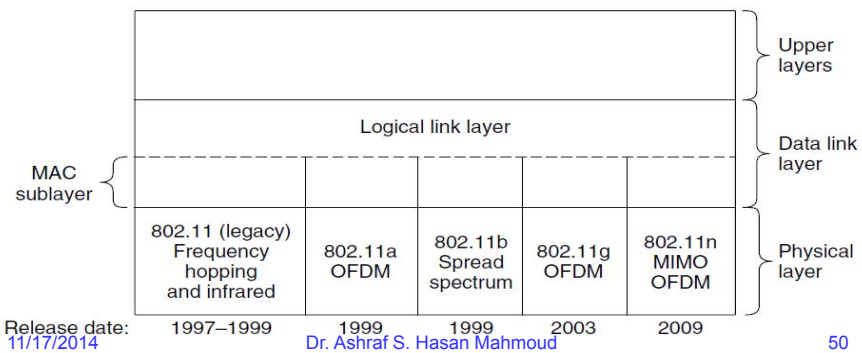 Upper
layers
Logical link layer
Data link
layer
MAC
sublayer
802.11 (legacy)
Frequency
hopping
and infrared
802.11a
OFDM
802.11b
Spread
spectrum
802.11g
OFDM
802.11n
MIMO
OFDM
Physical
layer
Release date: 1997–1999 1999 1999 2003 2009
11/17/2014 Dr. Ashraf S. Hasan Mahmoud 50